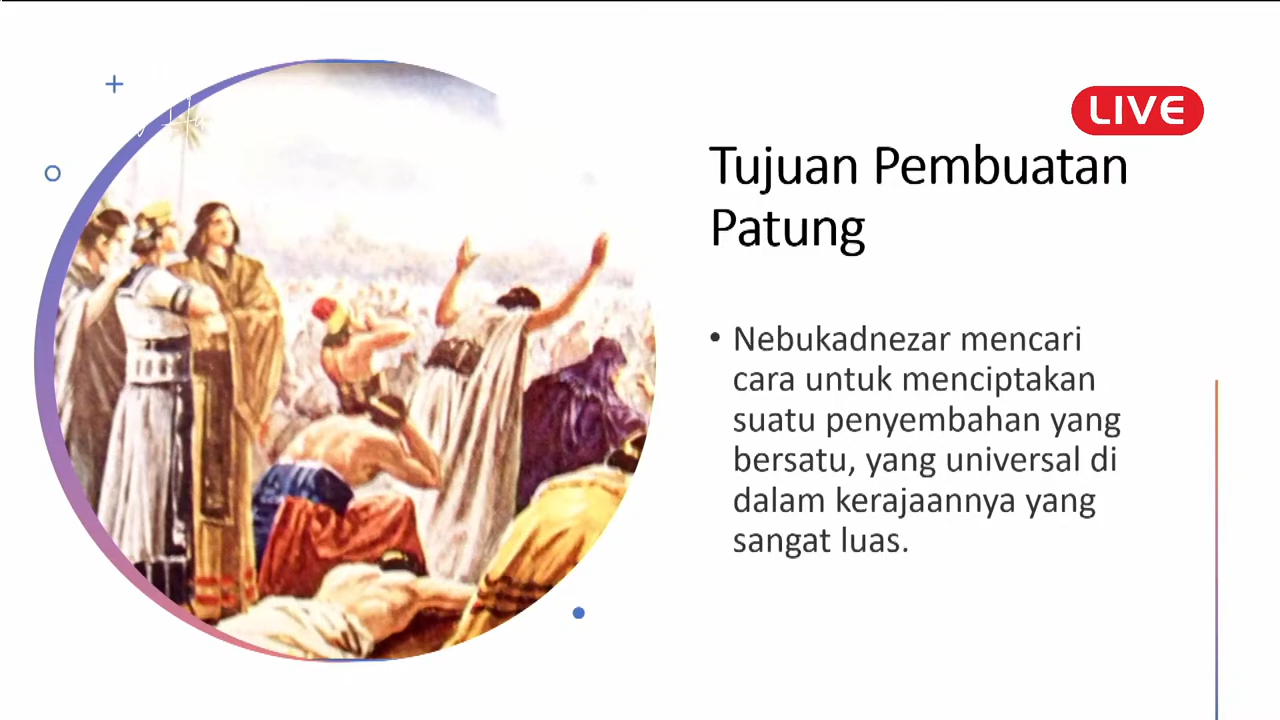 LIVE
Tujuan Pembuatan
Patung
• Nebukadnezar mencari
cara untuk menciptakan
suatu penyembahan yang
bersatu, yang universal di
dalam kerajaannya yang
sangat luas.